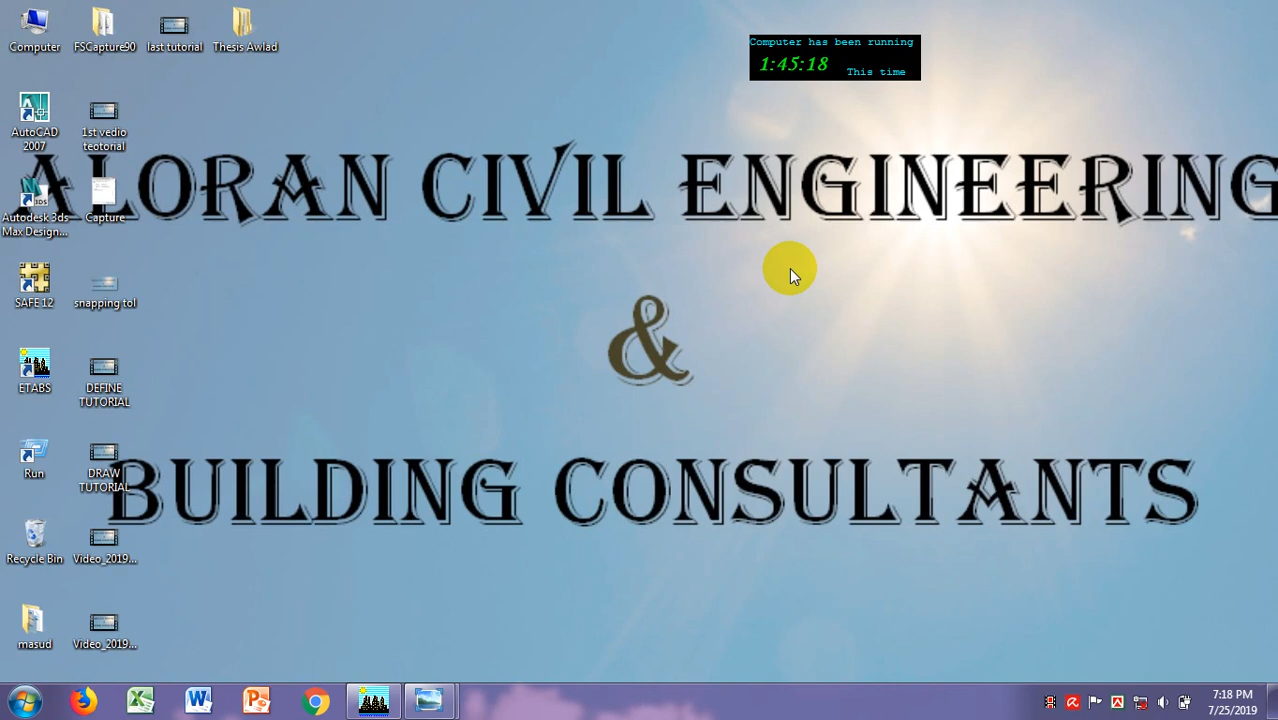 Computer
FSCapture90
last tutorial
Thesis Awlad
Computer has been running
1:45:18
This time
AutoCAD
2007
1st vedio
teotorial
ALORAN CIVIL ENGINEERING
Autodesk 3ds
Max Design...
Capture
SAFE 12
snapping tol
&
ETABS
DEFINE
TUTORIAL
Run
DRAW
TUTORIAL
BUILDING CONSULTANTS
Recycle Bin
Video_2019...
masud
Video_2019...
7:18 PM
7/25/2019